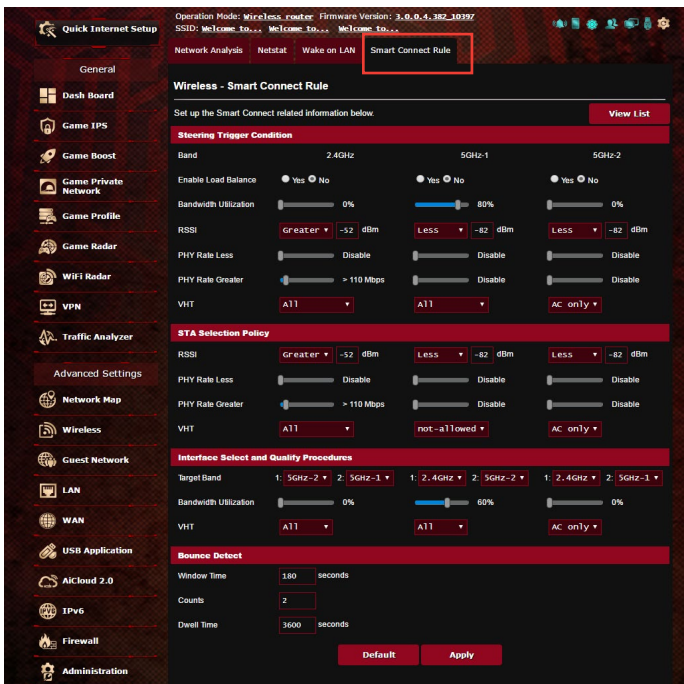 Operation Mode: Wireless router Firmware Version: 3.0.0.4.382_10397
SSID: Welcome to... Welcome to... Welcome to...
Quick Internet Setup
General
Dash Board
Game IPS
Game Boost
Game Private
Network
Game Profile
Game Radar
WiFi Radar
VPN
Traffic Analyzer
Advanced Settings
Network Map
Wireless
Guest Network
LAN
WAN
USB Application
AiCloud 2.0
IPv6
Firewall
Administration
Network Analysis Netstat Wake on LAN Smart Connect Rule
Wireless - Smart Connect Rule
Set up the Smart Connect related information below. View List
Steering Trigger Condition
Band 2.4GHz 5GHz-1 5GHz-2
Enable Load Balance Yes No Yes No Yes No
Bandwidth Utilization 0% 80% 0%
RSSI Greater -52 dBm Less -82 dBm Less -82 dBm
PHY Rate Less Disable Disable Disable
PHY Rate Greater > 110 Mbps Disable Disable
VHT All All AC only
STA Selection Policy
RSSI Greater -52 dBm Less -82 dBm Less -82 dBm
PHY Rate Less Disable Disable Disable
PHY Rate Greater > 110 Mbps Disable Disable
VHT All not-allowed AC only
Interface Select and Quality Procedures
Target Band 1: 5GHz-2 2: 5GHz-1 1: 2.4GHz 2: 5GHz-2 1: 2.4GHz 2: 5GHz-1
Bandwidth Utilization 0% 60% 0%
VHT All All AC only
Bounce Detect
Window Time 180 seconds
Counts 2
Dwell Time 3600 seconds
Default Apply